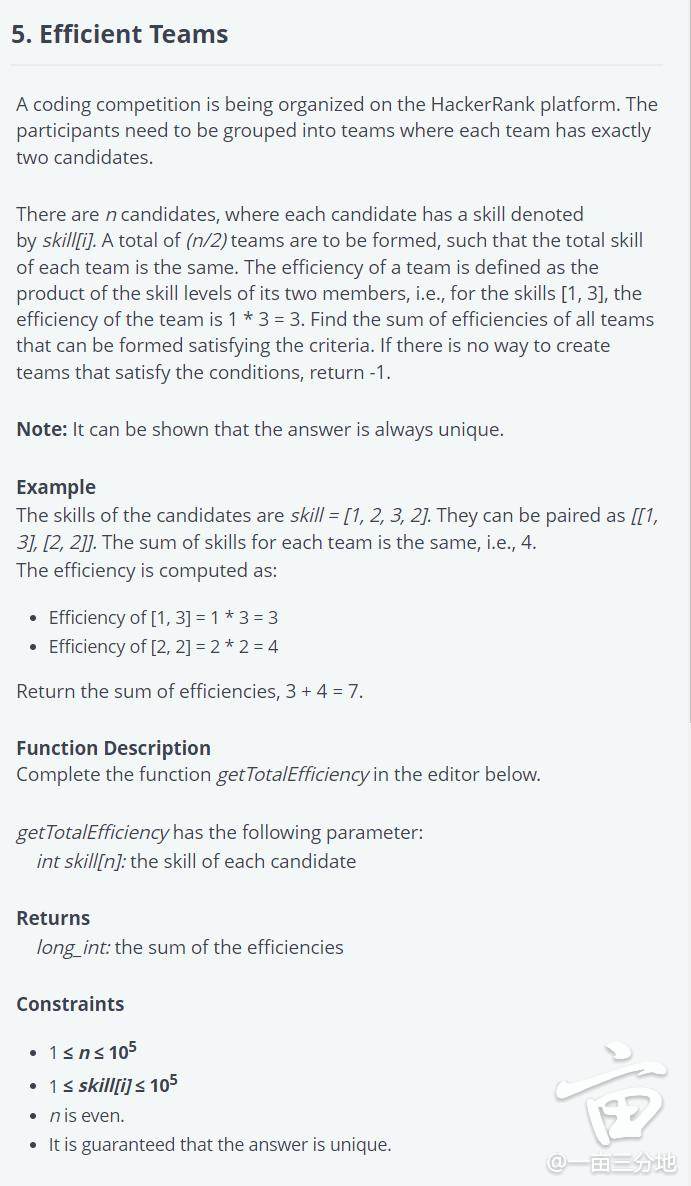 5. Efficient Teams
A coding competition is being organized on the HackerRank platform. The
participants need to be grouped into teams where each team has exactly
two candidates.
There are n candidates, where each candidate has a skill denoted
by skill[i]. A total of (n/2) teams are to be formed, such that the total skill
of each team is the same. The efficiency of a team is defined as the
product of the skill levels of its two members, i.e., for the skills [1, 3], the
efficiency of the team is 1 * 3 = 3. Find the sum of efficiencies of all teams
that can be formed satisfying the criteria. If there is no way to create
teams that satisfy the conditions, return -1.
Note: It can be shown that the answer is always unique.
Example
The skills of the candidates are skill = [1, 2, 3, 2]. They can be paired as [[1,
3], [2, 2]]. The sum of skills for each team is the same, i.e., 4.
The efficiency is computed as:
• Efficiency of [1, 3] = 1 * 3 = 3
• Efficiency of [2, 2] = 2 * 2 = 4
Return the sum of efficiencies, 3 + 4 = 7.
Function Description
Complete the function getTotalEfficiency in the editor below.
getTotalEfficiency has the following parameter:
int skill[n]: the skill of each candidate
Returns
long_int: the sum of the efficiencies
Constraints
• 1 ≤ n ≤ 10⁵
• 1 ≤ skill[i] ≤ 10⁵
• n is even.
• It is guaranteed that the answer is unique.
亩
@一亩三分地